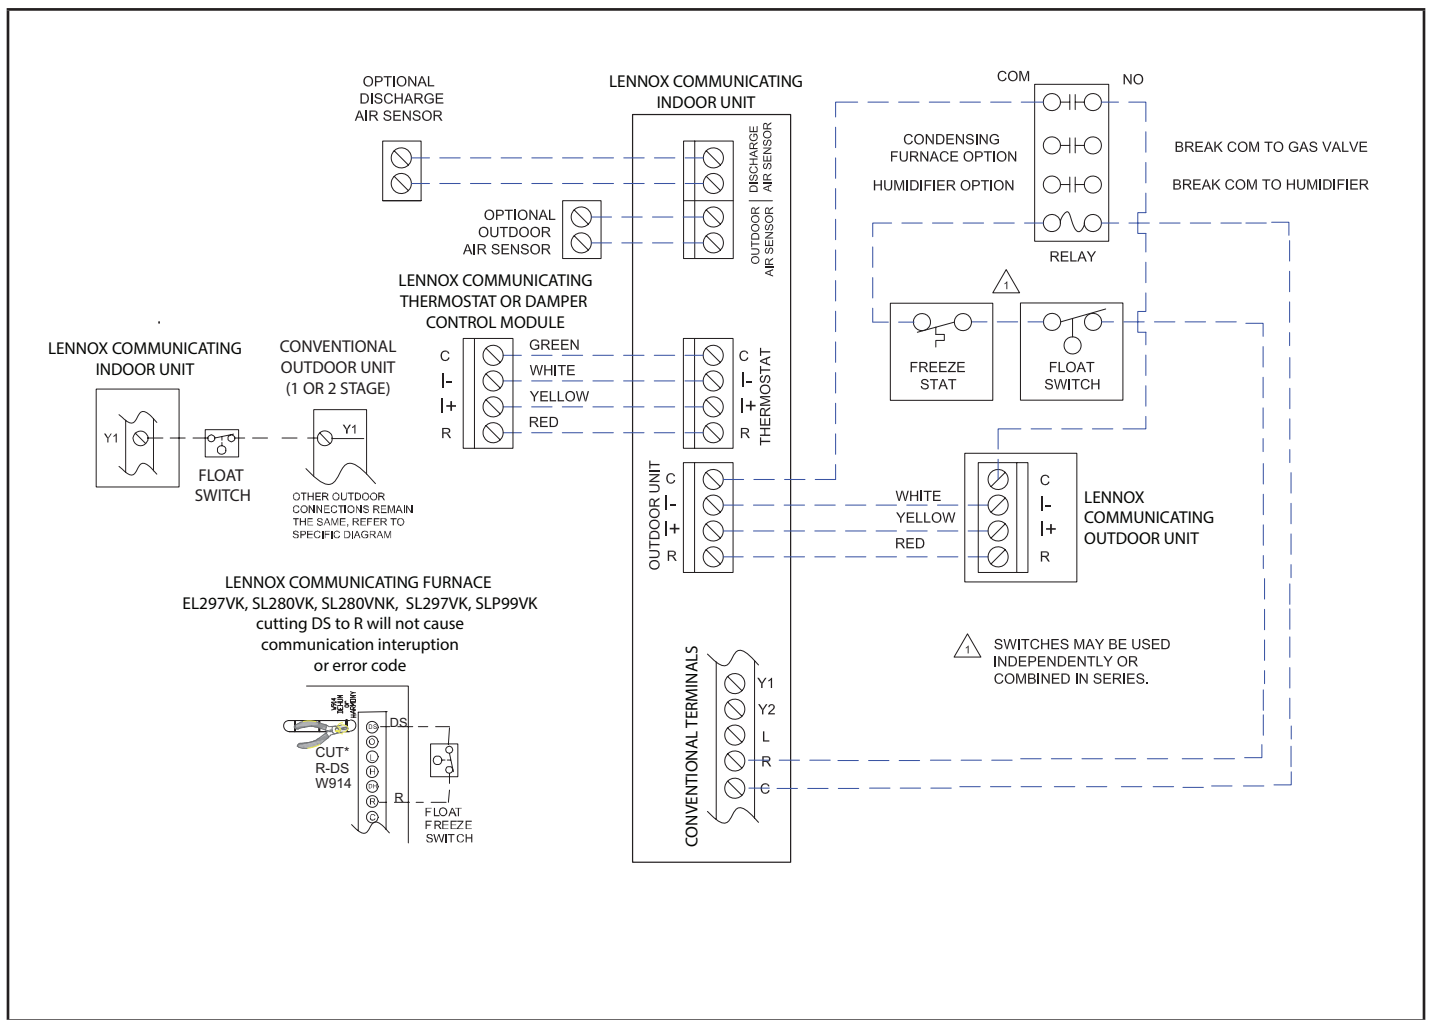 OPTIONAL
DISCHARGE
AIR SENSOR
LENNOX COMMUNICATING
INDOOR UNIT
DISCHARGE
AIR SENSOR
OPTIONAL
OUTDOOR
AIR SENSOR
OUTDOOR
AIR SENSOR
COM
NO
CONDENSING
FURNACE OPTION
BREAK COM TO GAS VALVE
HUMIDIFIER OPTION
BREAK COM TO HUMIDIFIER
RELAY
1
FREEZE
STAT
FLOAT
SWITCH
LENNOX COMMUNICATING
THERMOSTAT OR DAMPER
CONTROL MODULE
C
I-
I+
R
GREEN
WHITE
YELLOW
RED
C
I-
I+
R
THERMOSTAT
LENNOX COMMUNICATING
INDOOR UNIT
Y1
FLOAT
SWITCH
CONVENTIONAL
OUTDOOR UNIT
(1 OR 2 STAGE)
Y1
OTHER OUTDOOR
CONNECTIONS REMAIN
THE SAME, REFER TO
SPECIFIC DIAGRAM
OUTDOOR UNIT
C
I-
I+
R
WHITE
YELLOW
RED
C
I-
I+
R
LENNOX
COMMUNICATING
OUTDOOR UNIT
LENNOX COMMUNICATING FURNACE
EL297VK, SL280VK, SL280VNK, SL297VK, SLP99VK
cutting DS to R will not cause
communication interuption
or error code
W914
DEHUM
OR
HARMONY
CUT*
R-DS
W914
DS
O
L
H
DH
R
C
DS
R
FLOAT
FREEZE
SWITCH
CONVENTIONAL TERMINALS
Y1
Y2
L
R
C
1
SWITCHES MAY BE USED
INDEPENDENTLY OR
COMBINED IN SERIES.